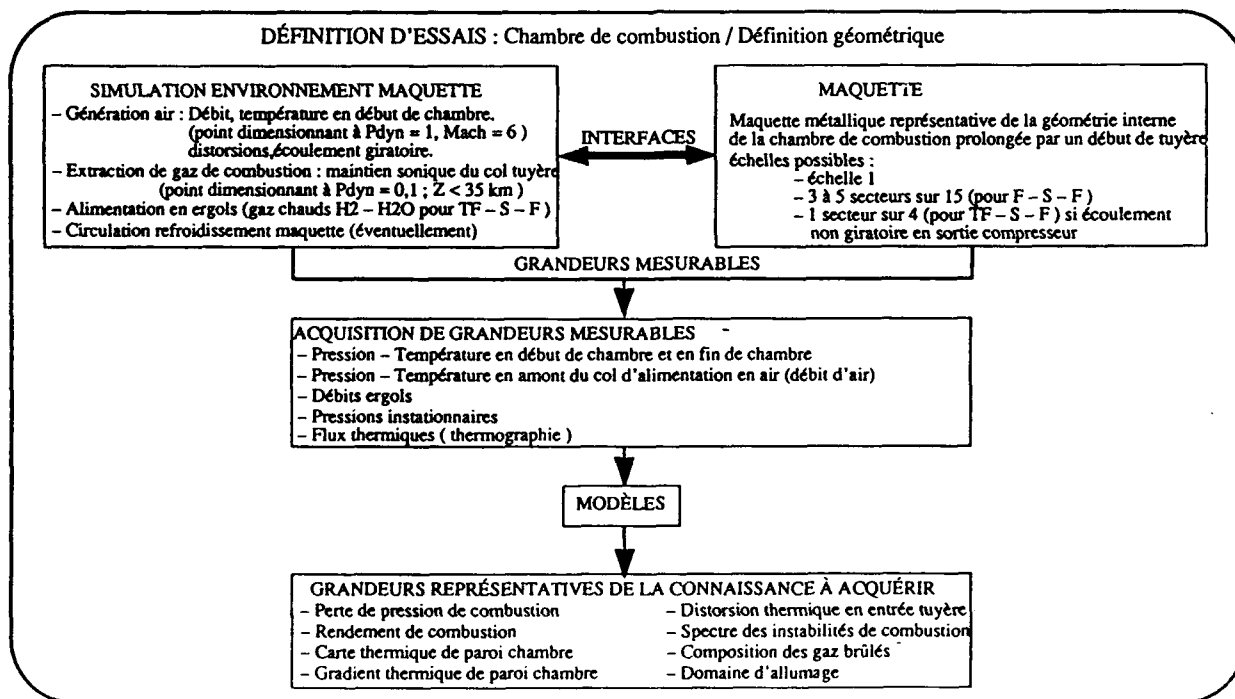 DÉFINITION D'ESSAIS : Chambre de combustion / Définition géométrique
SIMULATION ENVIRONNEMENT MAQUETTE
– Génération air : Débit, température en début de chambre.
(point dimensionnant à Pdyn = 1, Mach = 6 )
distorsions,écoulement giratoire.
– Extraction de gaz de combustion : maintien sonique du col tuyère
(point dimensionnant à Pdyn = 0,1 ; Z < 35 km )
– Alimentation en ergols (gaz chauds H2 – H2O pour TF – S – F )
– Circulation refroidissement maquette (éventuellement)
INTERFACES
MAQUETTE
Maquette métallique représentative de la géométrie interne
de la chambre de combustion prolongée par un début de tuyère
échelles possibles :
– échelle 1
– 3 à 5 secteurs sur 15 (pour F – S – F )
– 1 secteur sur 4 (pour TF – S – F ) si écoulement
non giratoire en sortie compresseur
GRANDEURS MESURABLES
ACQUISITION DE GRANDEURS MESURABLES
– Pression – Température en début de chambre et en fin de chambre
– Pression – Température en amont du col d'alimentation en air (débit d'air)
– Débits ergols
– Pressions instationnaires
– Flux thermiques ( thermographie )
MODÈLES
GRANDEURS REPRÉSENTATIVES DE LA CONNAISSANCE À ACQUÉRIR
– Perte de pression de combustion
– Rendement de combustion
– Carte thermique de paroi chambre
– Gradient thermique de paroi chambre
– Distorsion thermique en entrée tuyère
– Spectre des instabilités de combustion
– Composition des gaz brûlés
– Domaine d'allumage